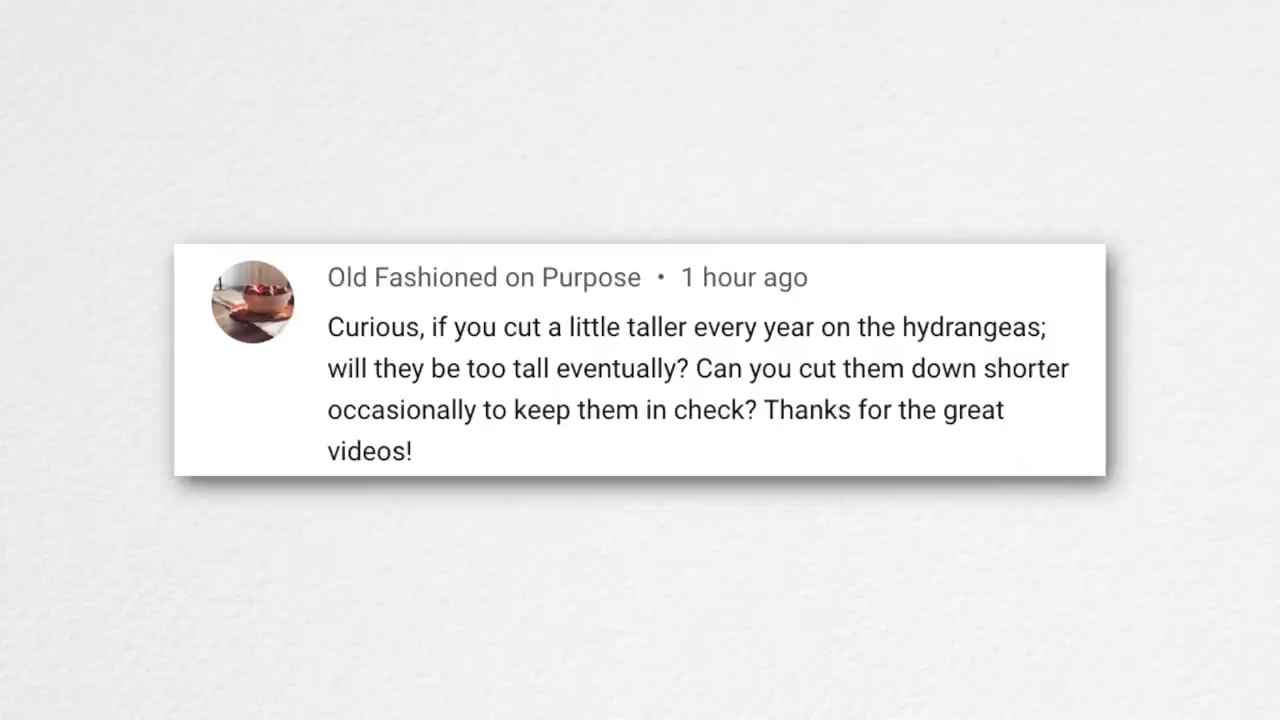 Old Fashioned on Purpose • 1 hour ago
Curious, if you cut a little taller every year on the hydrangeas;
will they be too tall eventually? Can you cut them down shorter
occasionally to keep them in check? Thanks for the great
videos!